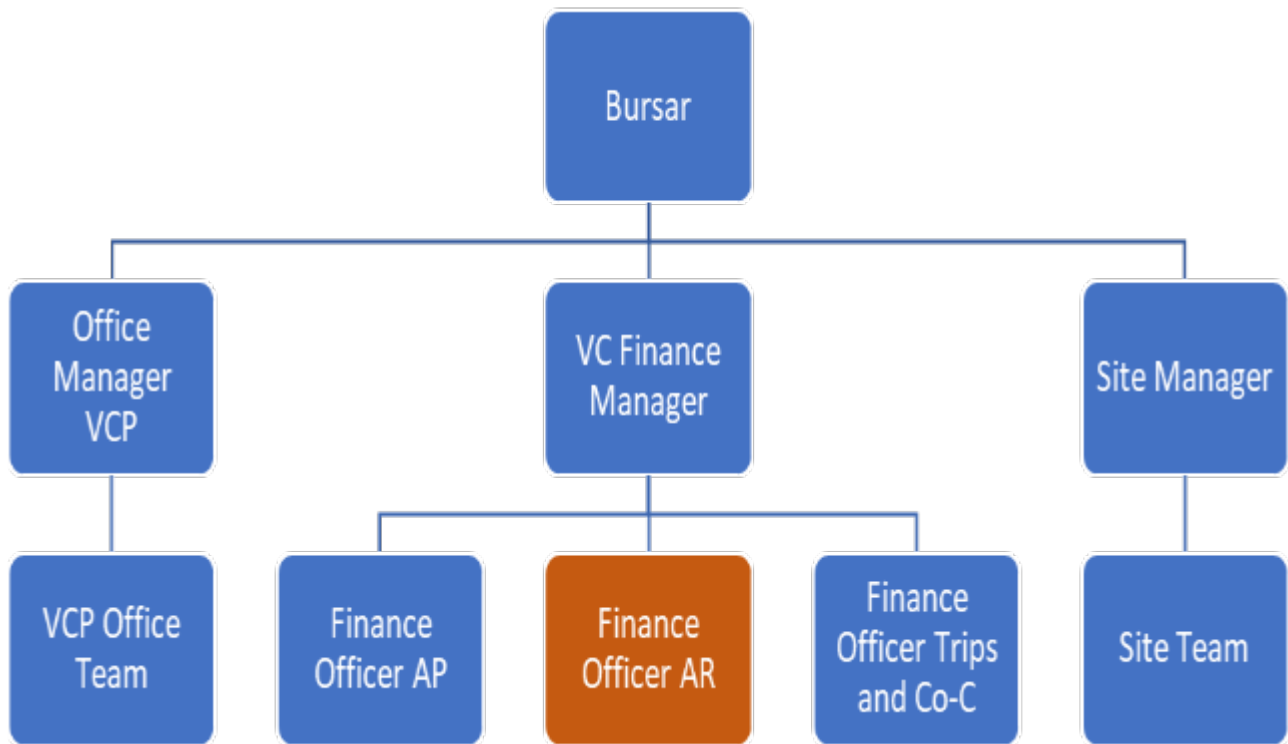 Bursar
Office
Manager
VCP
VC Finance
Manager
Site Manager
VCP Office
Team
Finance
Officer AP
Finance
Officer AR
Finance
Officer Trips
and Co-C
Site Team